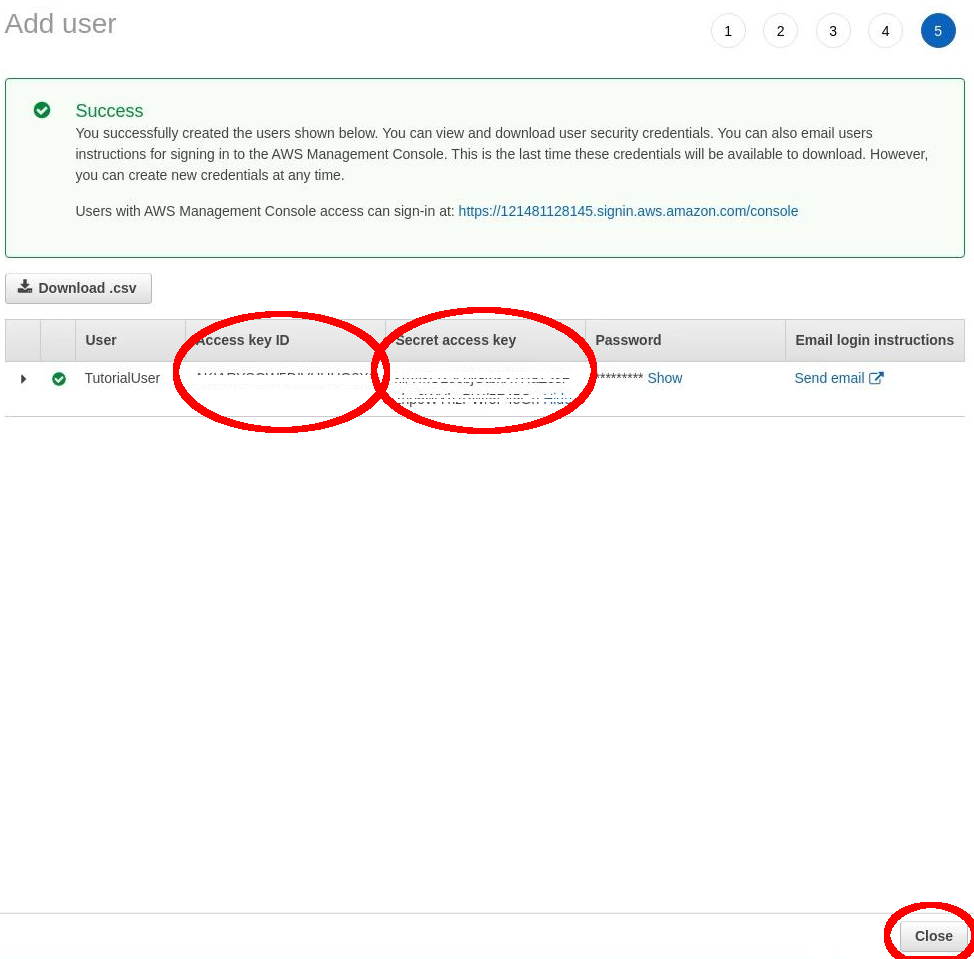 Add user
1 2 3 4 5
Success
You successfully created the users shown below. You can view and download user security credentials. You can also email users
instructions for signing in to the AWS Management Console. This is the last time these credentials will be available to download. However,
you can create new credentials at any time.
Users with AWS Management Console access can sign-in at: https://121481128145.signin.aws.amazon.com/console
Download .csv
User Access key ID Secret access key Password Email login instructions
TutorialUser ********* Show Send email
Hide
Close